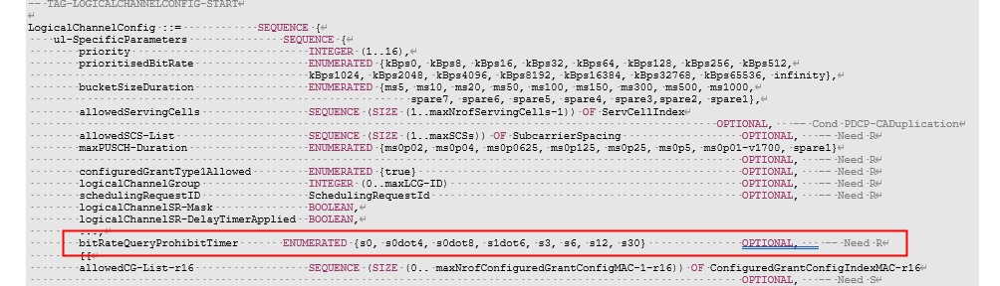 -- TAG-LOGICALCHANNELCONFIG-START
LogicalChannelConfig ::= SEQUENCE {
ul-SpecificParameters SEQUENCE {
priority INTEGER (1..16),
prioritisedBitRate ENUMERATED {kBps0, kBps8, kBps16, kBps32, kBps64, kBps128, kBps256, kBps512,
kBps1024, kBps2048, kBps4096, kBps8192, kBps16384, kBps32768, kBps65536, infinity},
bucketSizeDuration ENUMERATED {ms5, ms10, ms20, ms50, ms100, ms150, ms300, ms500, ms1000,
spare7, spare6, spare5, spare4, spare3,spare2, spare1},
allowedServingCells SEQUENCE (SIZE (1..maxNrofServingCells-1)) OF ServCellIndex
OPTIONAL, -- Cond PDCP-CADuplication
allowedSCS-List SEQUENCE (SIZE (1..maxSCSs)) OF SubcarrierSpacing OPTIONAL, -- Need R
maxPUSCH-Duration ENUMERATED {ms0p02, ms0p04, ms0p0625, ms0p125, ms0p25, ms0p5, ms0p01-v1700, spare1}
OPTIONAL, -- Need R
configuredGrantType1Allowed ENUMERATED {true} OPTIONAL, -- Need R
logicalChannelGroup INTEGER (0..maxLCG-ID) OPTIONAL, -- Need R
schedulingRequestID SchedulingRequestId OPTIONAL, -- Need R
logicalChannelSR-Mask BOOLEAN,
logicalChannelSR-DelayTimerApplied BOOLEAN,
...,
bitRateQueryProhibitTimer ENUMERATED {s0, s0dot4, s0dot8, s1dot6, s3, s6, s12, s30} OPTIONAL, -- Need R
[[
allowedCG-List-r16 SEQUENCE (SIZE (0.. maxNrofConfiguredGrantConfigMAC-1-r16)) OF ConfiguredGrantConfigIndexMAC-r16
OPTIONAL, -- Need S